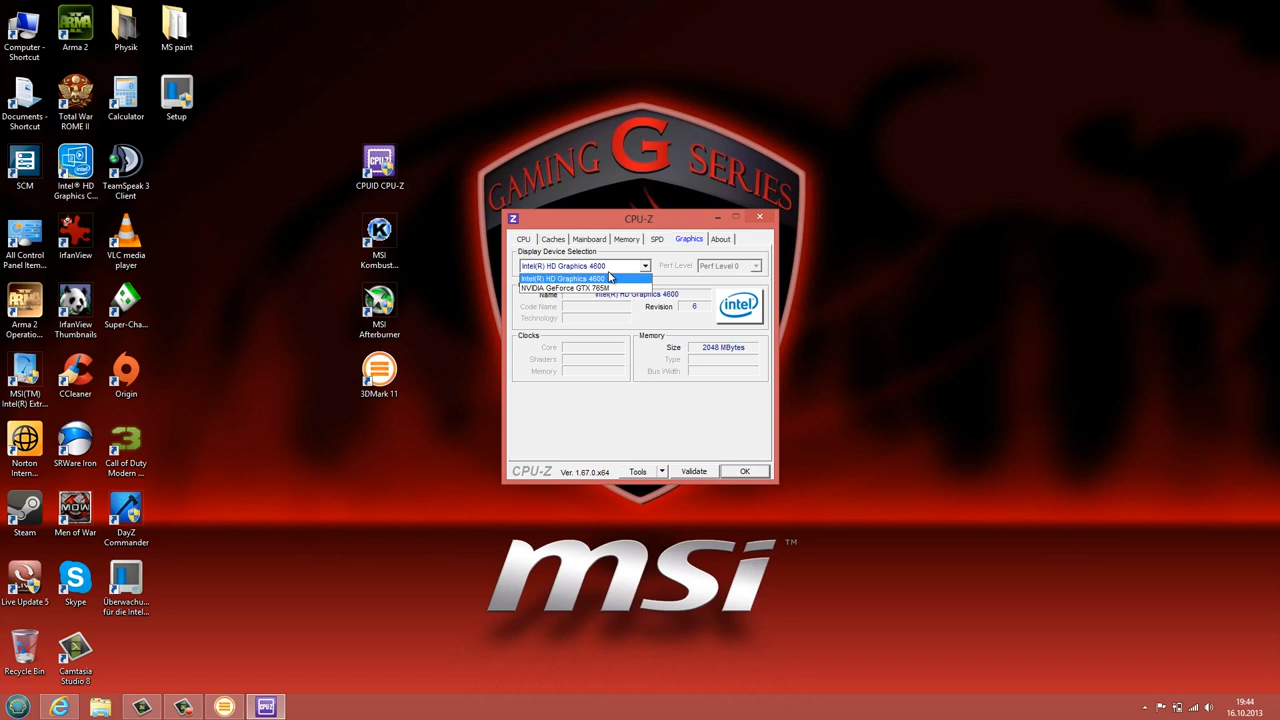 Computer -
Shortcut
Arma 2
Physik
MS paint
Documents -
Shortcut
Total War
ROME II
Calculator
Setup
SCM
Intel® HD
Graphics C...
TeamSpeak 3
Client
CPUID CPU-Z
All Control
Panel Item...
IrfanView
VLC media
player
MSI
Kombust...
Arma 2
Operatio...
IrfanView
Thumbnails
Super-Cha...
MSI
Afterburner
MSI(TM)
Intel(R) Extr...
CCleaner
Origin
3DMark 11
Norton
Intern...
SRWare Iron
Call of Duty
Modern ...
Steam
Men of War
DayZ
Commander
Live Update 5
Skype
Überwachu...
für die Intel...
Recycle Bin
Camtasia
Studio 8
GAMING G SERIES
CPU-Z
CPU
Caches
Mainboard
Memory
SPD
Graphics
About
Display Device Selection
Intel(R) HD Graphics 4600
Perf Level
Perf Level 0
Intel(R) HD Graphics 4600
NVIDIA GeForce GTX 765M
Name
Intel(R) HD Graphics 4600
Code Name
Revision
6
Technology
intel
Clocks
Core
Shaders
Memory
Memory
Size
2048 MBytes
Type
Bus Width
CPU-Z
Ver. 1.67.0.x64
Tools
Validate
OK
msi
TM
19:44
16.10.2013